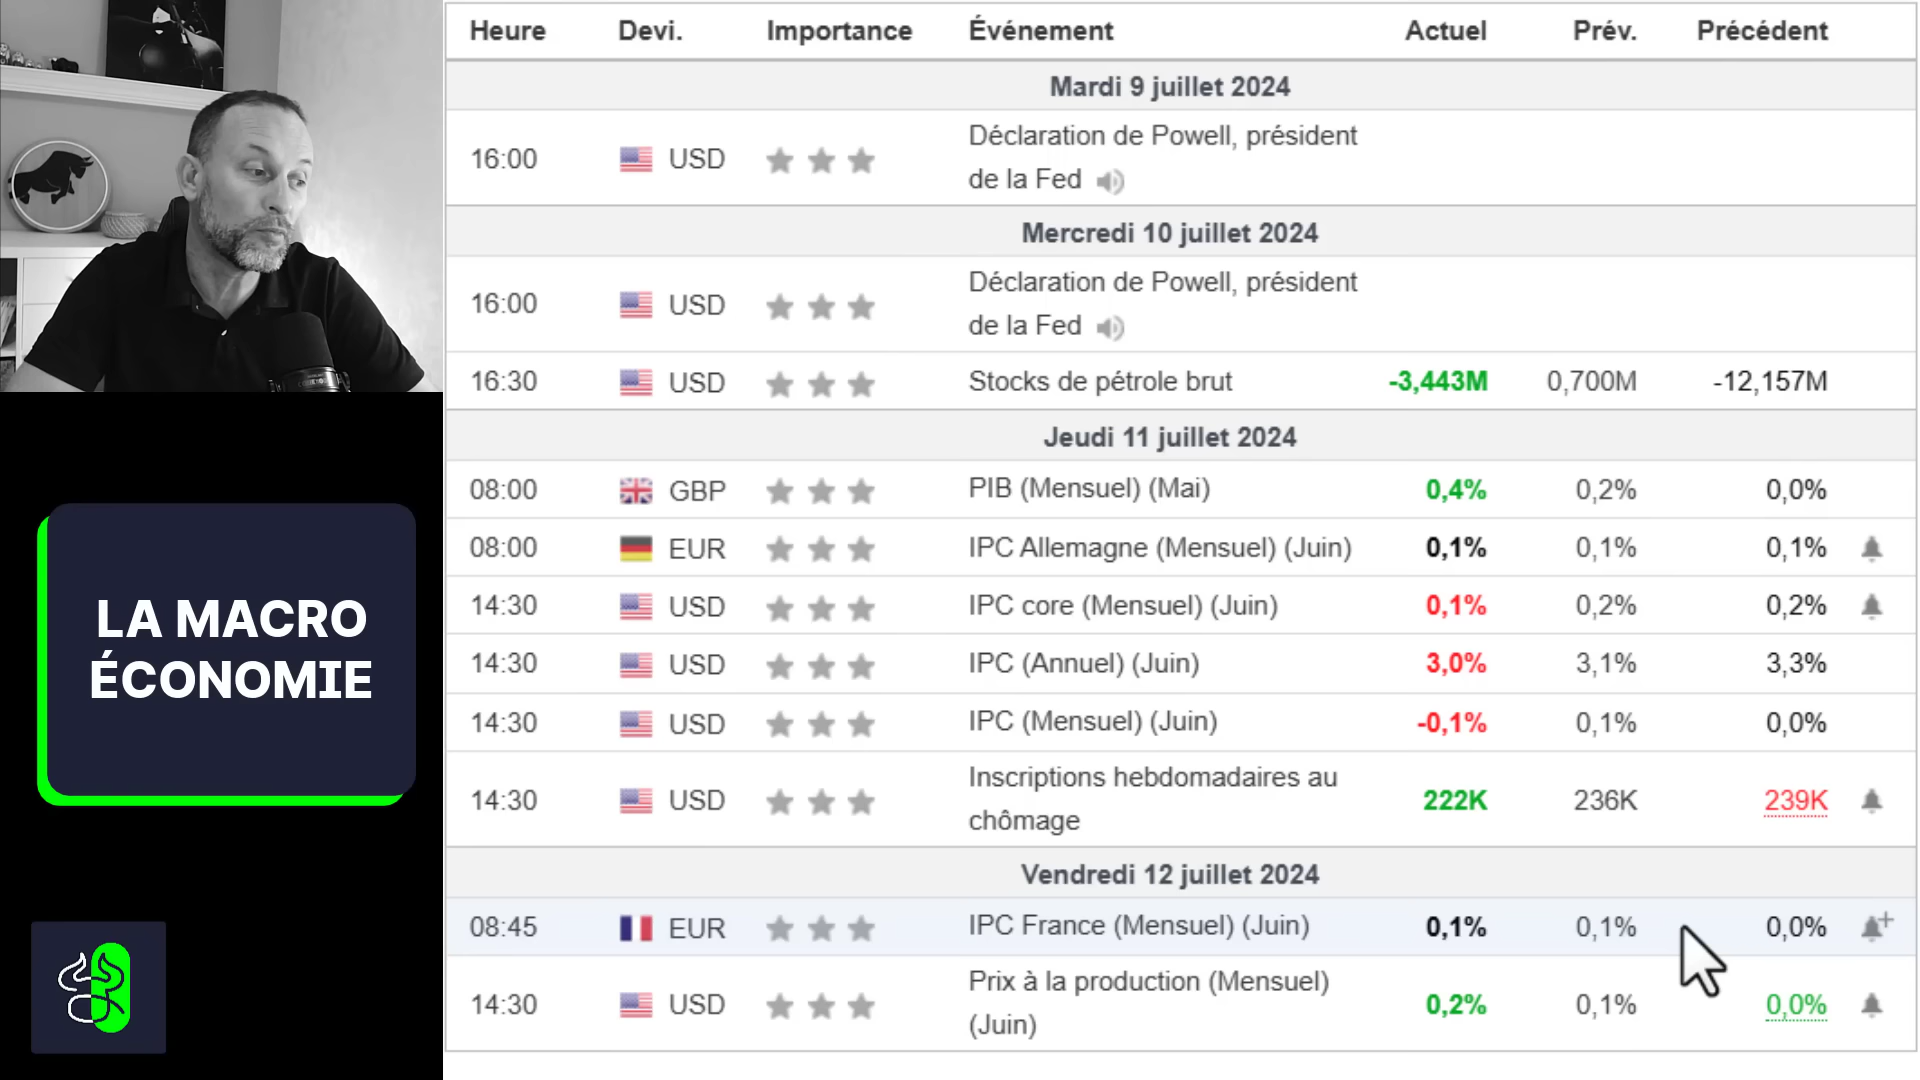 Heure Devi. Importance Événement Actuel Prév. Précédent
Mardi 9 juillet 2024
16:00 USD Déclaration de Powell, président
de la Fed
Mercredi 10 juillet 2024
16:00 USD Déclaration de Powell, président
de la Fed
16:30 USD Stocks de pétrole brut -3,443M 0,700M -12,157M
Jeudi 11 juillet 2024
08:00 GBP PIB (Mensuel) (Mai) 0,4% 0,2% 0,0%
08:00 EUR IPC Allemagne (Mensuel) (Juin) 0,1% 0,1% 0,1%
14:30 USD IPC core (Mensuel) (Juin) 0,1% 0,2% 0,2%
14:30 USD IPC (Annuel) (Juin) 3,0% 3,1% 3,3%
14:30 USD IPC (Mensuel) (Juin) -0,1% 0,1% 0,0%
14:30 USD Inscriptions hebdomadaires au
chômage 222K 236K 239K
Vendredi 12 juillet 2024
08:45 EUR IPC France (Mensuel) (Juin) 0,1% 0,1% 0,0%
14:30 USD Prix à la production (Mensuel)
(Juin) 0,2% 0,1% 0,0%
LA MACRO
ÉCONOMIE